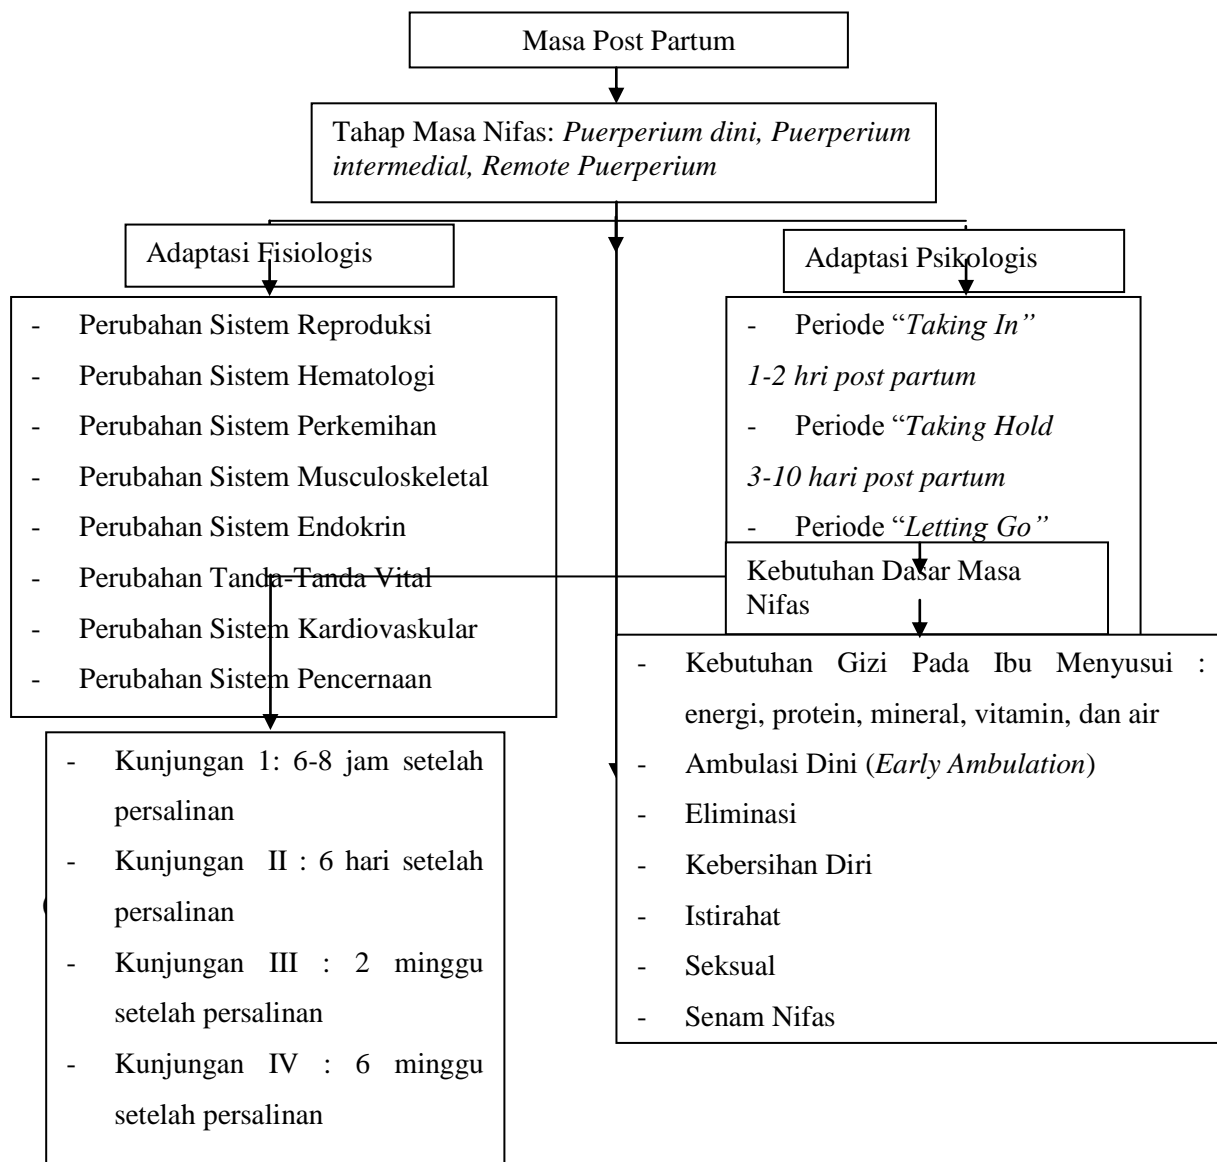 Masa Post Partum
Tahap Masa Nifas: Puerperium dini, Puerperium
intermedial, Remote Puerperium
Adaptasi Fisiologis
- Perubahan Sistem Reproduksi
- Perubahan Sistem Hematologi
- Perubahan Sistem Perkemihan
- Perubahan Sistem Musculoskeletal
- Perubahan Sistem Endokrin
- Perubahan Tanda-Tanda Vital
- Perubahan Sistem Kardiovaskular
- Perubahan Sistem Pencernaan
Adaptasi Psikologis
- Periode “Taking In”
1-2 hri post partum
- Periode “Taking Hold
3-10 hari post partum
- Periode “Letting Go”
Kebutuhan Dasar Masa
Nifas
- Kebutuhan Gizi Pada Ibu Menyusui :
energi, protein, mineral, vitamin, dan air
- Ambulasi Dini (Early Ambulation)
- Eliminasi
- Kebersihan Diri
- Istirahat
- Seksual
- Senam Nifas
- Kunjungan 1: 6-8 jam setelah
persalinan
- Kunjungan II : 6 hari setelah
persalinan
- Kunjungan III : 2 minggu
setelah persalinan
- Kunjungan IV : 6 minggu
setelah persalinan